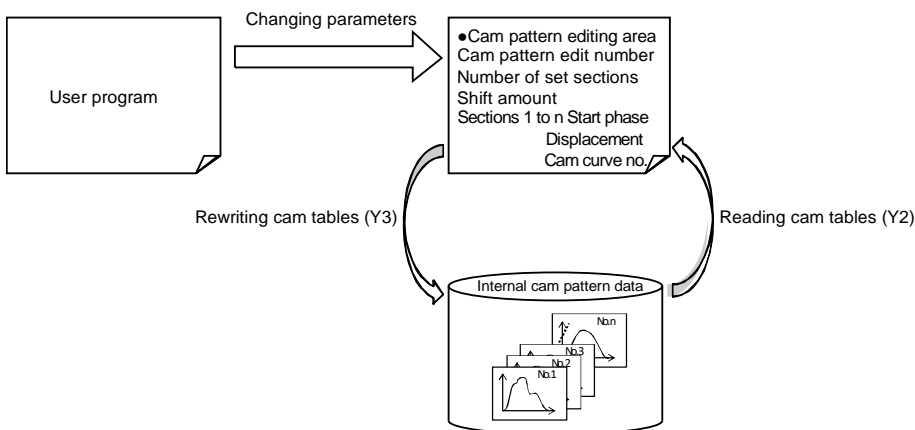 Changing parameters
User program
●Cam pattern editing area
Cam pattern edit number
Number of set sections
Shift amount
Sections 1 to n Start phase
Displacement
Cam curve no.
Rewriting cam tables (Y3)
Reading cam tables (Y2)
Internal cam pattern data
No.n
No.3
No.2
No.1